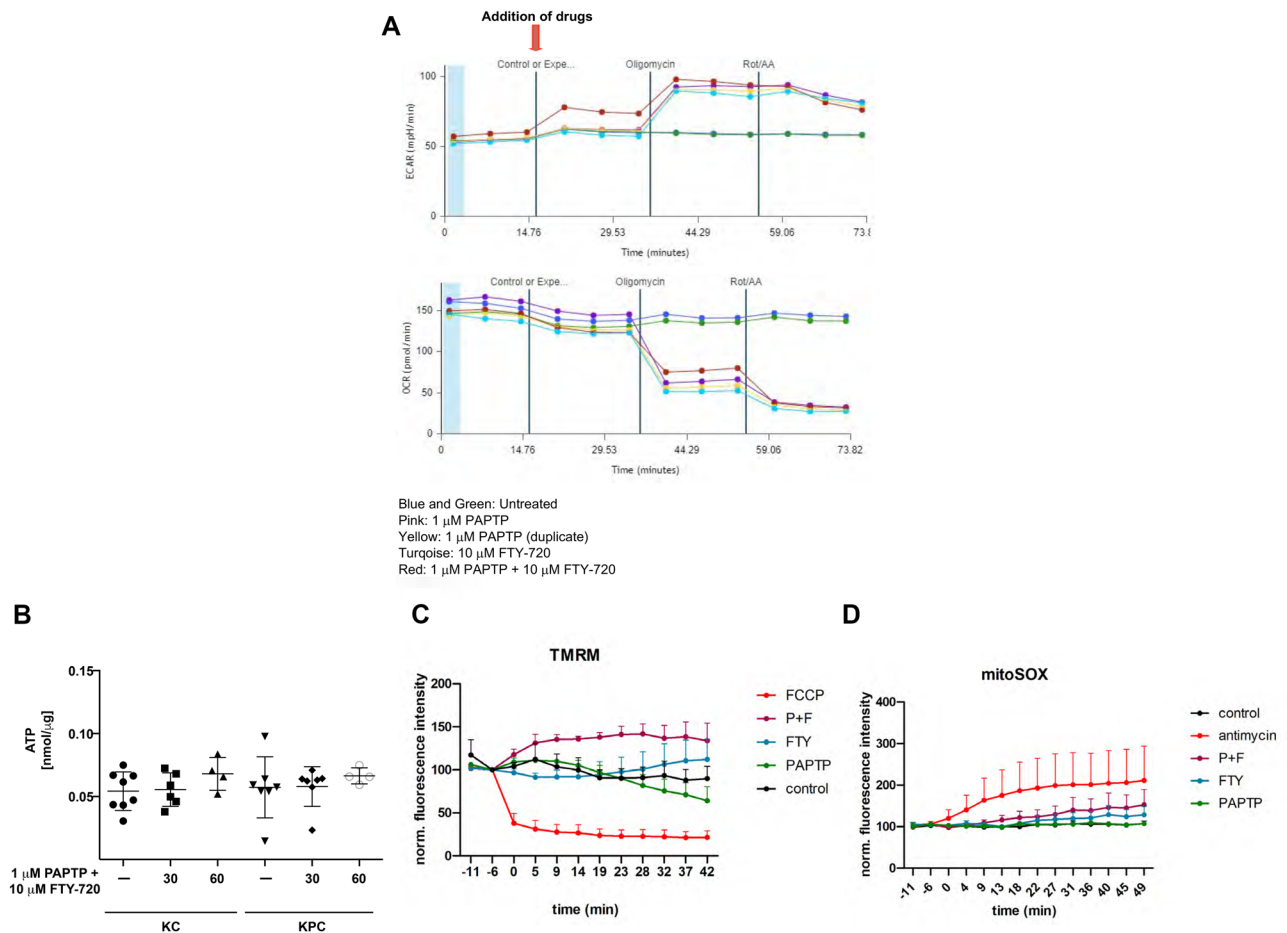 A
Addition of drugs
Control or Expe...
Oligomycin
Rot/AA
100
50
0
ECAR (mpH/min)
0
14.76
29.53
44.29
59.06
73.8
Time (minutes)
Control or Expe...
Oligomycin
Rot/AA
150
100
50
0
OCR (pmol/min)
0
14.76
29.53
44.29
59.06
73.82
Time (minutes)
Blue and Green: Untreated
Pink: 1 μM PAPTP
Yellow: 1 μM PAPTP (duplicate)
Turqoise: 10 μM FTY-720
Red: 1 μM PAPTP + 10 μM FTY-720
B
0.15
0.10
0.05
ATP
[nmol/μg]
1 μM PAPTP +
10 μM FTY-720
— 30 60 — 30 60
KC
KPC
C
TMRM
200
150
100
50
0
norm. fluorescence intensity
-11 -6 0 5 9 14 19 23 28 32 37 42
time (min)
FCCP
P+F
FTY
PAPTP
control
D
mitoSOX
400
300
200
100
0
norm. fluorescence intensity
-11 -6 0 4 9 13 18 22 27 31 36 40 45 49
time (min)
control
antimycin
P+F
FTY
PAPTP